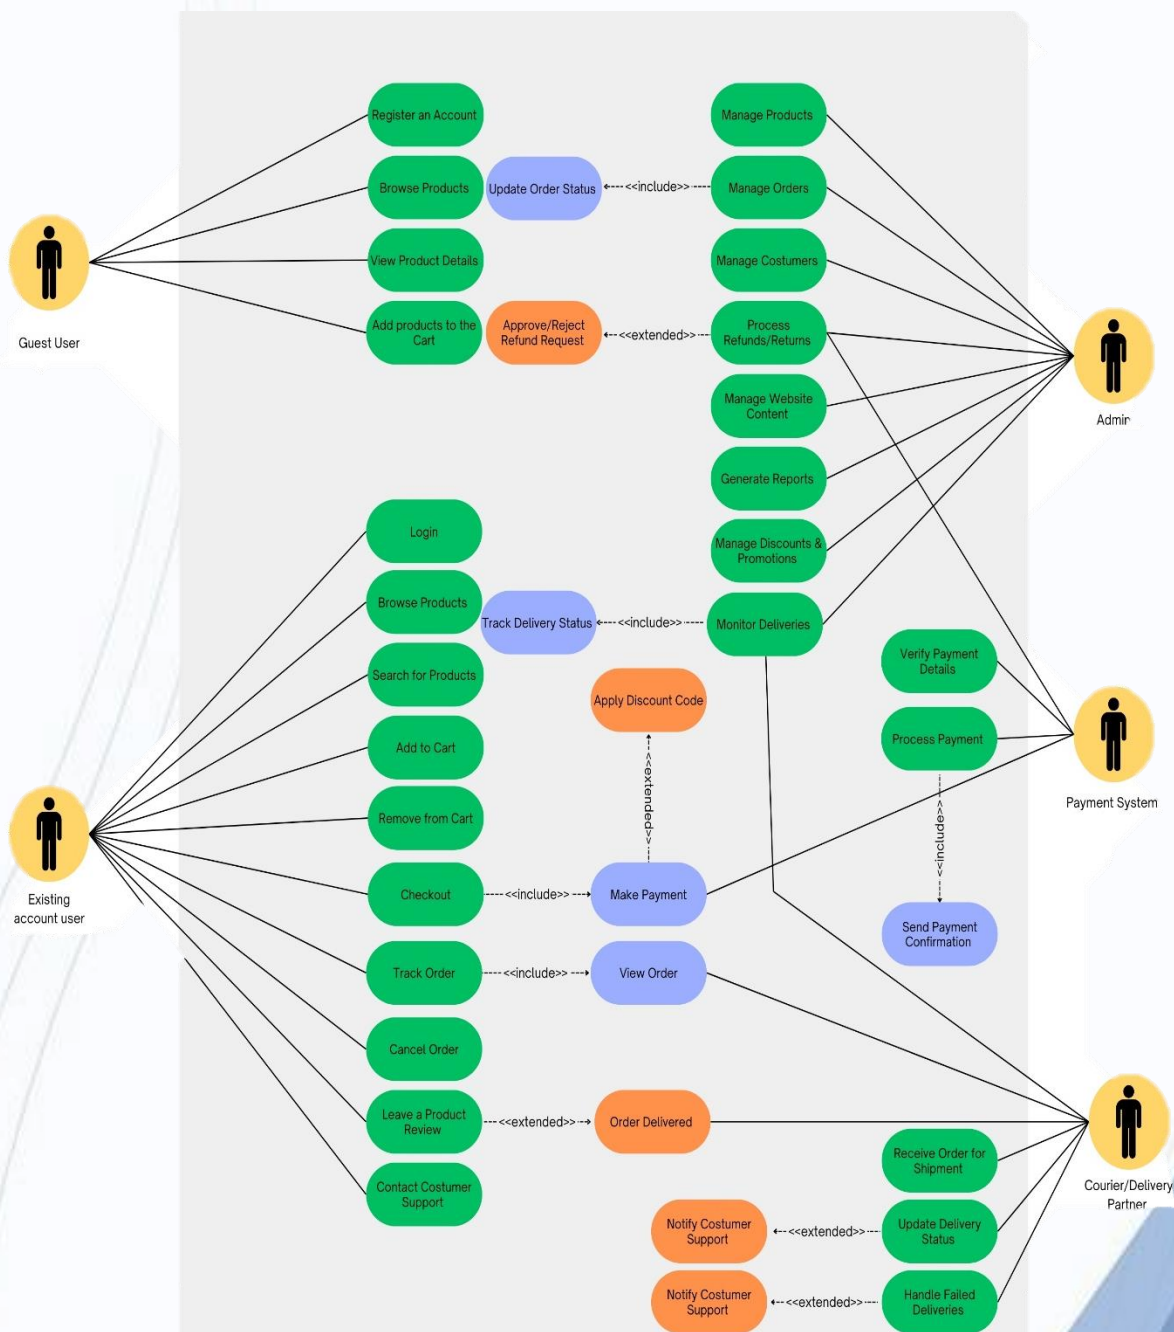 Register an Account
Manage Products
Browse Products
Update Order Status
<<include>>
Manage Orders
View Product Details
Manage Costumers
Guest User
Add products to the
Cart
Approve/Reject
Refund Request
<<extended>>
Process
Refunds/Returns
Manage Website
Content
Admin
Generate Reports
Login
Manage Discounts &
Promotions
Browse Products
Track Delivery Status
<<include>>
Monitor Deliveries
Verify Payment
Details
Search for Products
Apply Discount Code
Process Payment
Add to Cart
<<extended>>
Payment System
Remove from Cart
<<include>>
Existing
account user
Checkout
<<include>>
Make Payment
Send Payment
Confirmation
Track Order
<<include>>
View Order
Cancel Order
Leave a Product
Review
<<extended>>
Order Delivered
Receive Order for
Shipment
Courier/Delivery
Partner
Contact Costumer
Support
Notify Costumer
Support
<<extended>>
Update Delivery
Status
Notify Costumer
Support
<<extended>>
Handle Failed
Deliveries